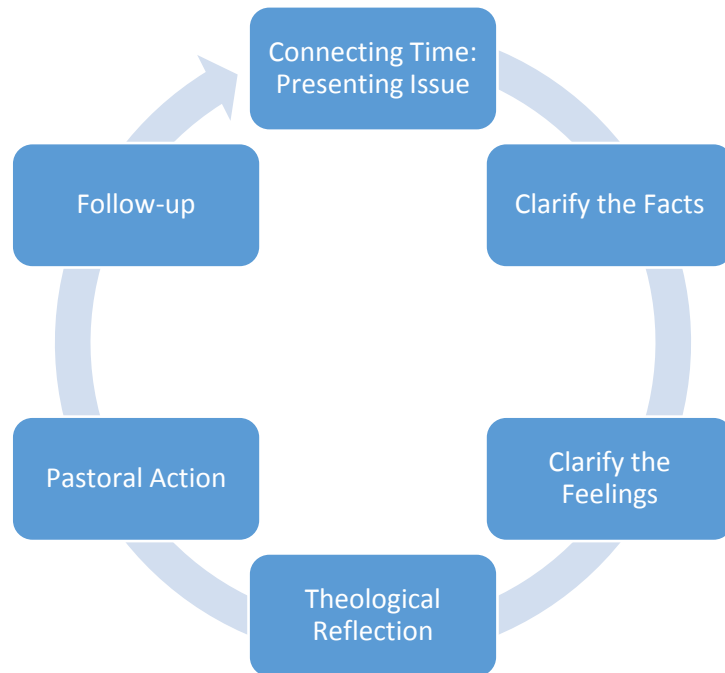 Connecting Time:
Presenting Issue
Clarify the Facts
Clarify the
Feelings
Theological
Reflection
Pastoral Action
Follow-up